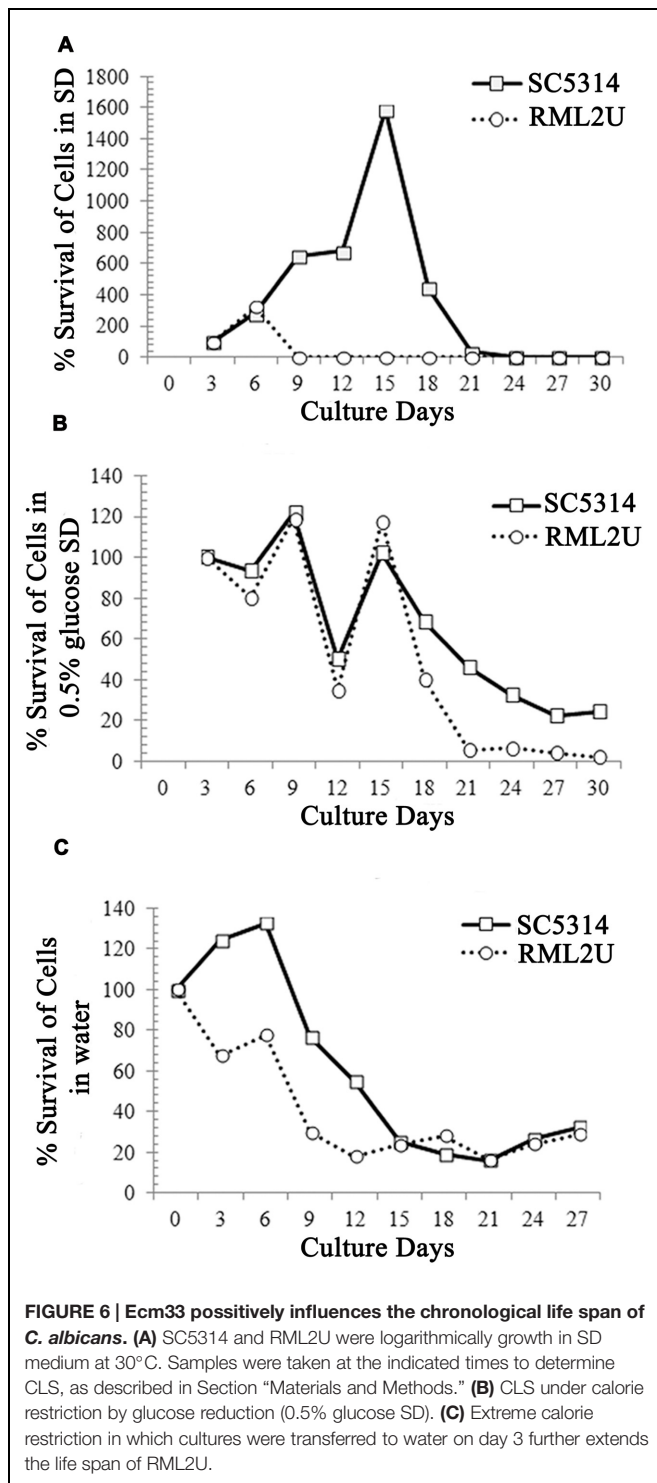 A
% Survival of Cells in SD
1800
1600
1400
1200
1000
800
600
400
200
0
SC5314
RML2U
0 3 6 9 12 15 18 21 24 27 30
Culture Days
B
% Survival of Cells in
0.5% glucose SD
140
120
100
80
60
40
20
0
SC5314
RML2U
0 3 6 9 12 15 18 21 24 27 30
Culture Days
C
% Survival of Cells
in water
140
120
100
80
60
40
20
0
SC5314
RML2U
0 3 6 9 12 15 18 21 24 27
Culture Days
FIGURE 6 | Ecm33 possitively influences the chronological life span of
C. albicans. (A) SC5314 and RML2U were logarithmically growth in SD
medium at 30°C. Samples were taken at the indicated times to determine
CLS, as described in Section “Materials and Methods.” (B) CLS under calorie
restriction by glucose reduction (0.5% glucose SD). (C) Extreme calorie
restriction in which cultures were transferred to water on day 3 further extends
the life span of RML2U.